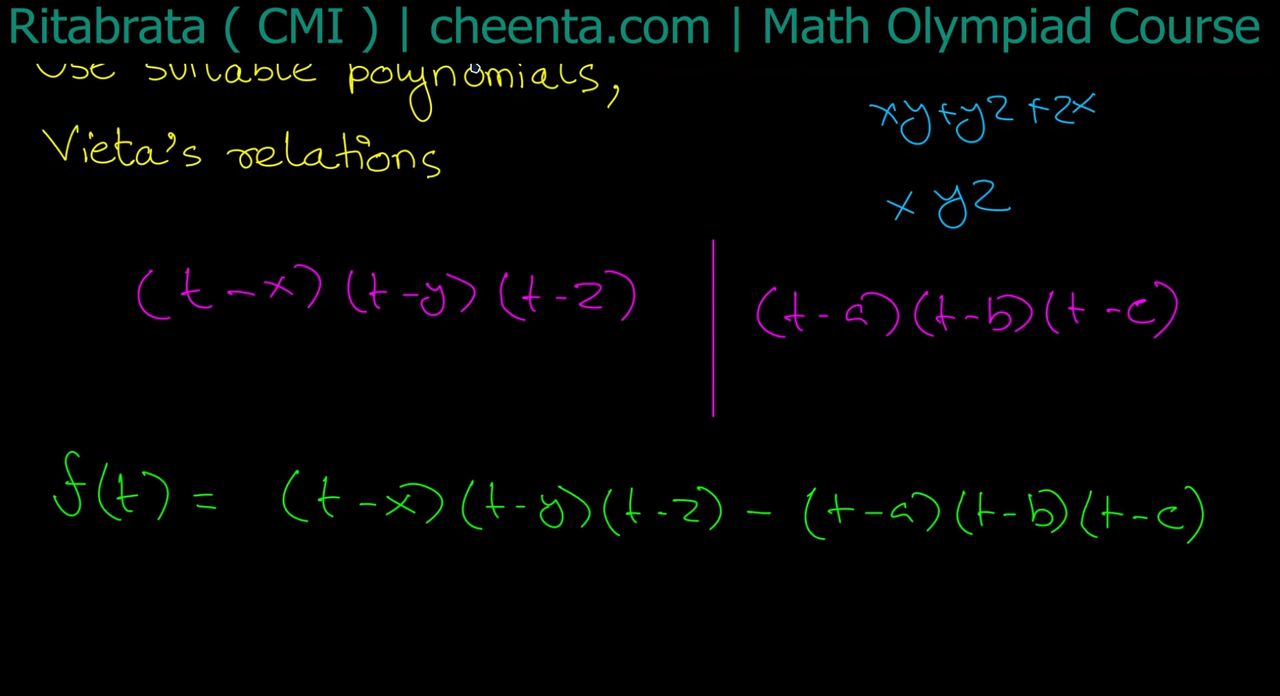 Ritabrata ( CMI ) | cheenta.com | Math Olympiad Course
Use suitable polynomials,
Vieta's relations
xy+yz+zx
xyz
(t-x)(t-y)(t-z) | (t-a)(t-b)(t-c)
f(t) = (t-x)(t-y)(t-z) - (t-a)(t-b)(t-c)